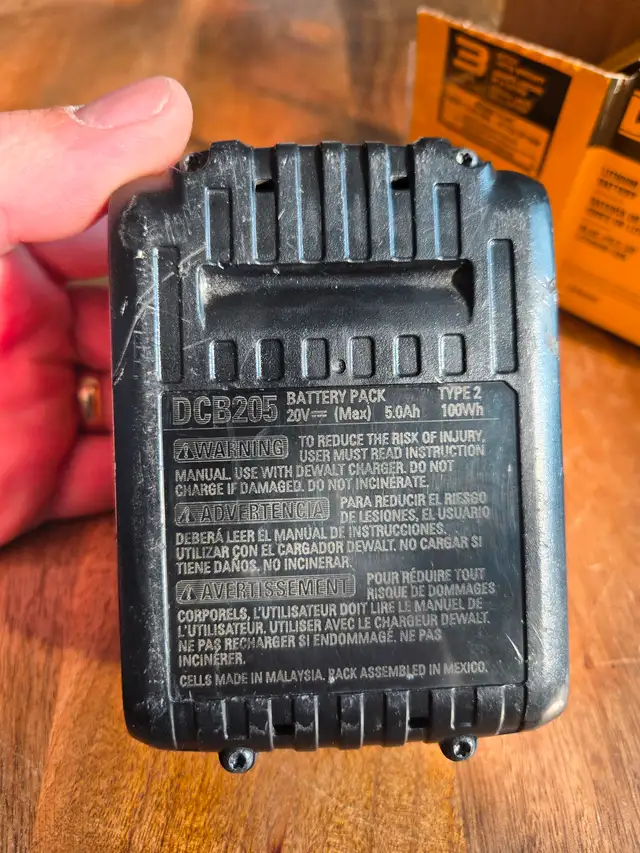 DCB205 BATTERY PACK TYPE 2
20V⎓ (Max) 5.0Ah 100Wh
⚠WARNING TO REDUCE THE RISK OF INJURY,
USER MUST READ INSTRUCTION
MANUAL. USE WITH DEWALT CHARGER. DO NOT
CHARGE IF DAMAGED. DO NOT INCINERATE.
⚠ADVERTENCIA PARA REDUCIR EL RIESGO
DE LESIONES, EL USUARIO
DEBERÁ LEER EL MANUAL DE INSTRUCCIONES.
UTILIZAR CON EL CARGADOR DEWALT. NO CARGAR SI
TIENE DAÑOS, NO INCINERAR.
⚠AVERTISSEMENT POUR RÉDUIRE TOUT
RISQUE DE DOMMAGES
CORPORELS, L'UTILISATEUR DOIT LIRE LE MANUEL DE
L'UTILISATEUR. UTILISER AVEC LE CHARGEUR DEWALT.
NE PAS RECHARGER SI ENDOMMAGÉ. NE PAS
INCINÉRER.
CELLS MADE IN MALAYSIA. PACK ASSEMBLED IN MEXICO.
3